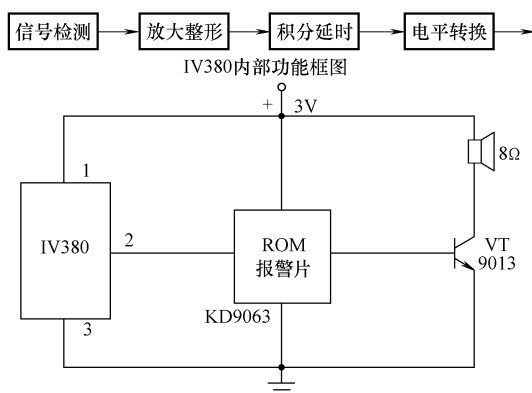 信号检测 放大整形 积分延时 电平转换
IV380内部功能框图
+ 3V
1
8Ω
IV380
2
ROM
报警片
VT
9013
KD9063
3